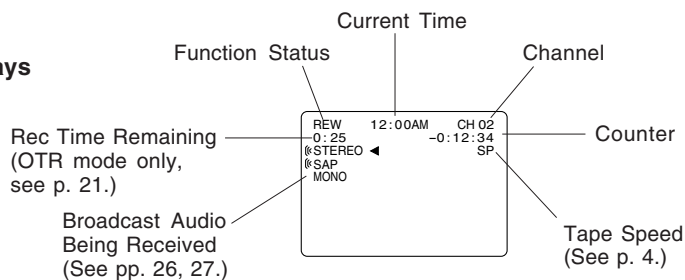 Current Time
Function Status
Channel
ays
REW 12:00AM CH 02
0:25 -0:12:34
STEREO ◄ SP
SAP
MONO
Rec Time Remaining
(OTR mode only,
see p. 21.)
Counter
Broadcast Audio
Being Received
(See pp. 26, 27.)
Tape Speed
(See p. 4.)